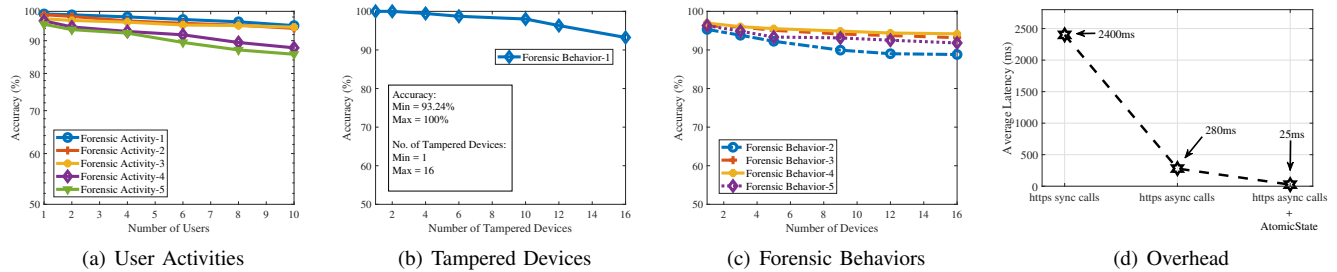 100
90
80
70
60
50
Accuracy (%)
Forensic Activity-1
Forensic Activity-2
Forensic Activity-3
Forensic Activity-4
Forensic Activity-5
1 2 3 4 5 6 7 8 9 10
Number of Users
(a) User Activities
100
90
80
70
60
50
Accuracy (%)
Forensic Behavior-1
Accuracy:
Min = 93.24%
Max = 100%
No. of Tampered Devices:
Min = 1
Max = 16
2 4 6 8 10 12 14 16
Number of Tampered Devices
(b) Tampered Devices
100
90
80
70
60
50
Accuracy (%)
Forensic Behavior-2
Forensic Behavior-3
Forensic Behavior-4
Forensic Behavior-5
2 4 6 8 10 12 14 16
Number of Devices
(c) Forensic Behaviors
2500
2000
1500
1000
500
0
Average Latency (ms)
2400ms
280ms
25ms
https sync calls
https async calls
https async calls
+
AtomicState
(d) Overhead